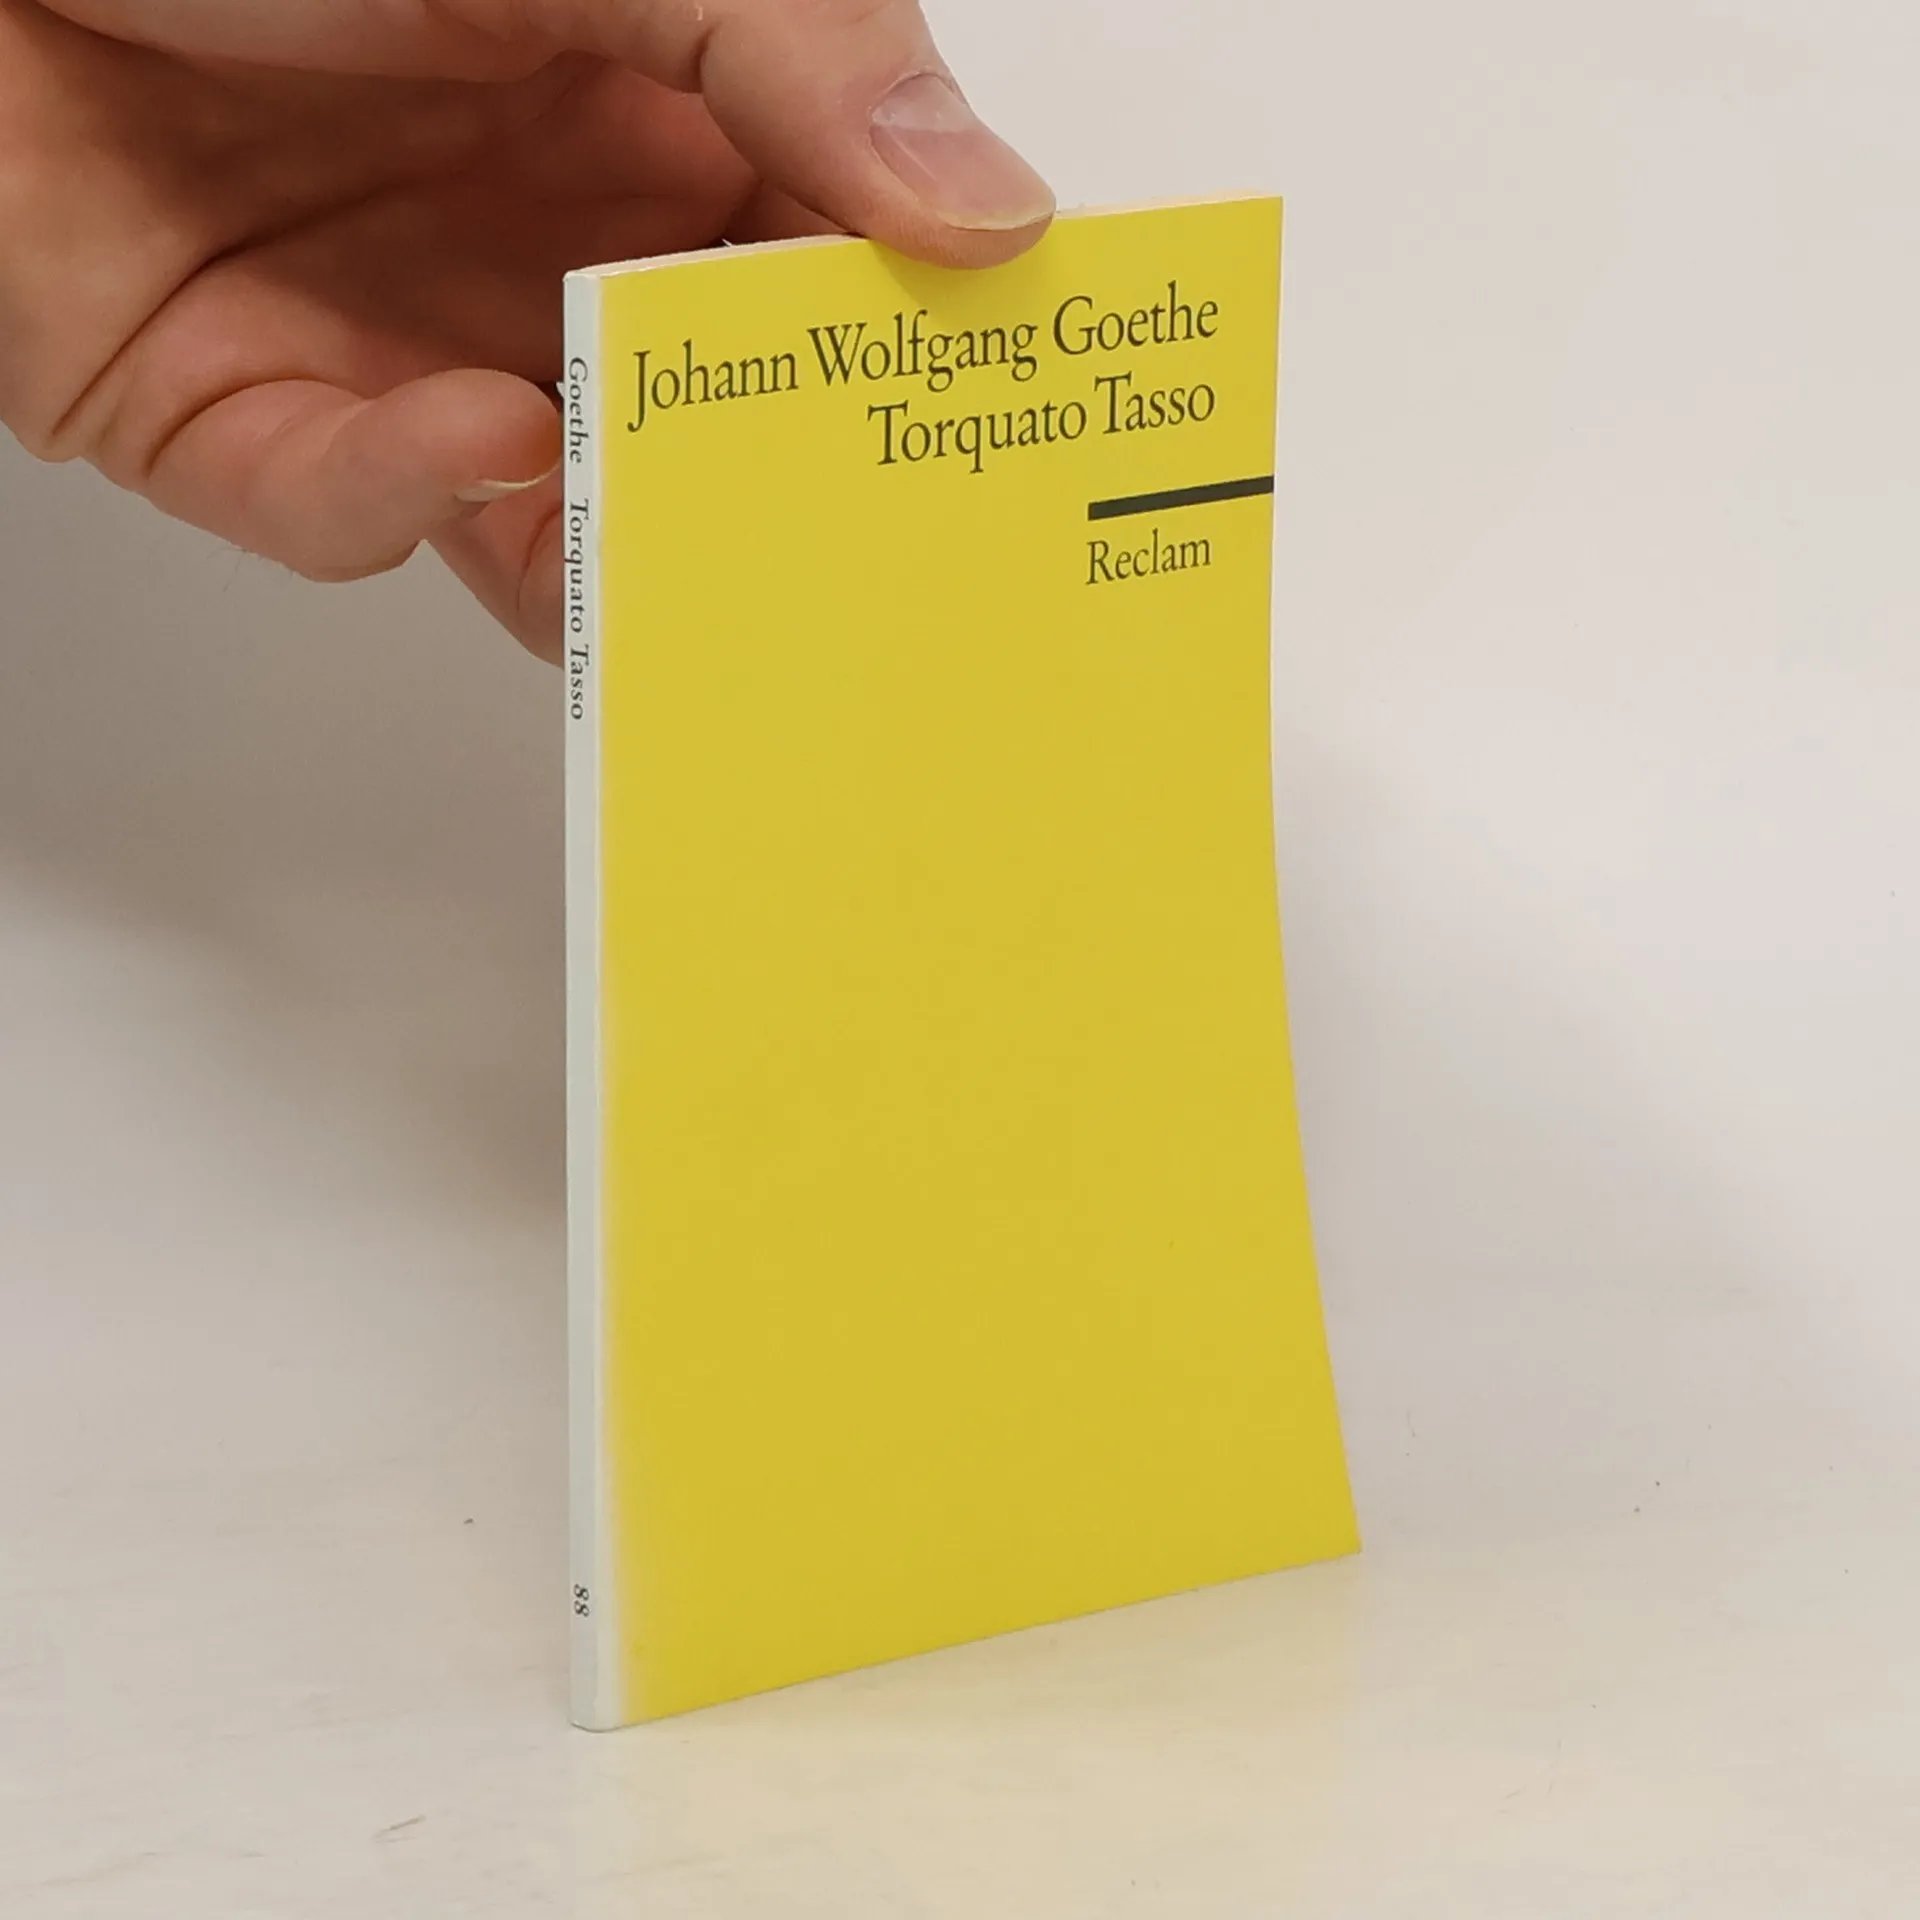 Johann Wolfgang Goethe
Torquato Tasso
Reclam
Goethe Torquato Tasso
88